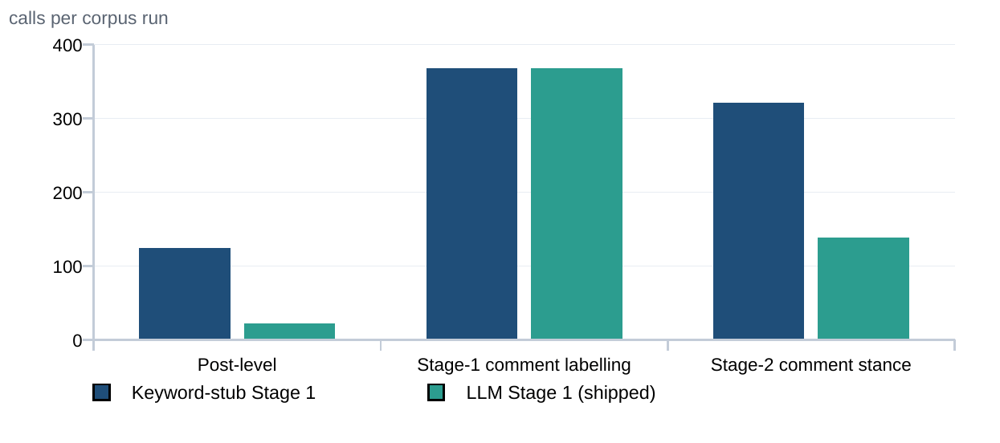 calls per corpus run
400
300
200
100
0
Post-level
Stage-1 comment labelling
Stage-2 comment stance
Keyword-stub Stage 1
LLM Stage 1 (shipped)